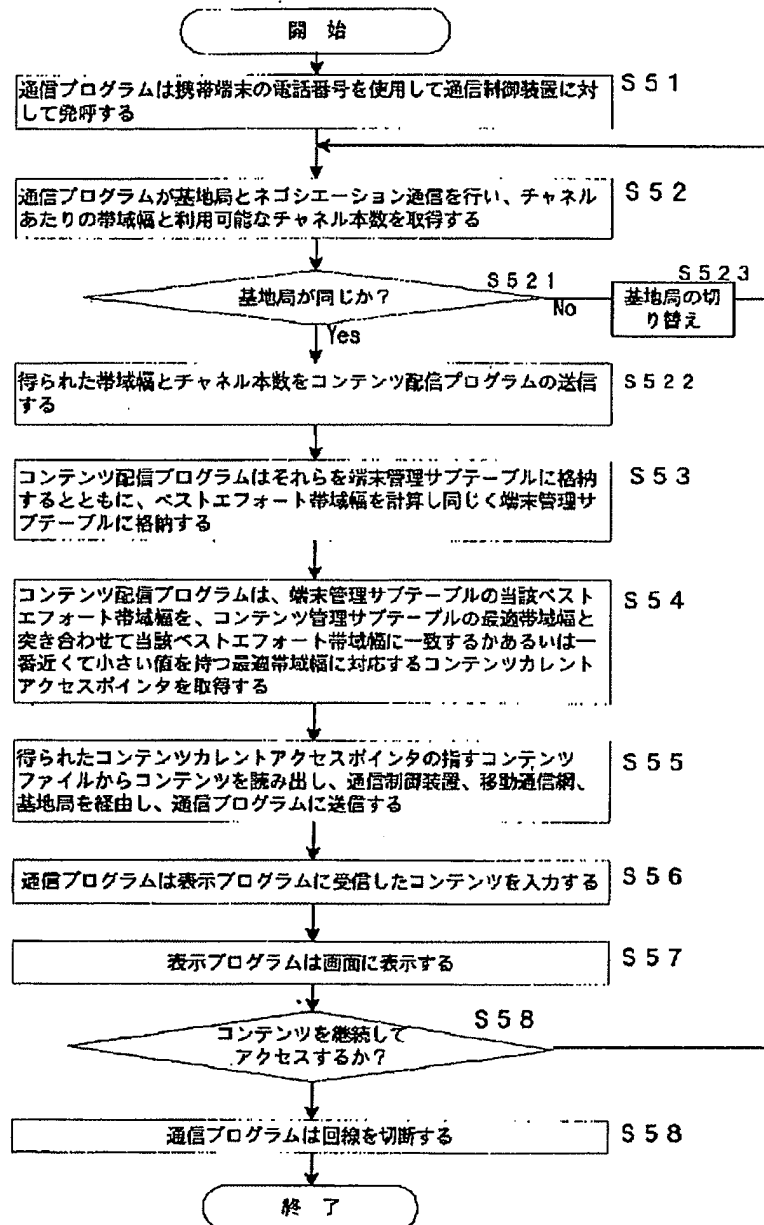 開 始
通信プログラムは携帯端末の電話番号を使用して通信制御装置に対
して発呼する
S51
通信プログラムが基地局とネゴシエーション通信を行い、チャネル
あたりの帯域幅と利用可能なチャネル本数を取得する
S52
基地局が同じか?
S521
No
Yes
S523
基地局の切
り替え
得られた帯域幅とチャネル本数をコンテンツ配信プログラムの送信
する
S522
コンテンツ配信プログラムはそれらを端末管理サブテーブルに格納
するとともに、ベストエフォート帯域幅を計算し同じく端末管理サ
ブテーブルに格納する
S53
コンテンツ配信プログラムは、端末管理サブテーブルの当該ベスト
エフォート帯域幅を、コンテンツ管理サブテーブルの最適帯域幅と
突き合わせて当該ベストエフォート帯域幅に一致するかあるいは一
番近くて小さい値を持つ最適帯域幅に対応するコンテンツカレント
アクセスポインタを取得する
S54
得られたコンテンツカレントアクセスポインタの指すコンテンツ
ファイルからコンテンツを読み出し、通信制御装置、移動通信網、
基地局を経由し、通信プログラムに送信する
S55
通信プログラムは表示プログラムに受信したコンテンツを入力する
S56
表示プログラムは画面に表示する
S57
コンテンツを継続して
アクセスするか?
S58
通信プログラムは回線を切断する
S58
終 了